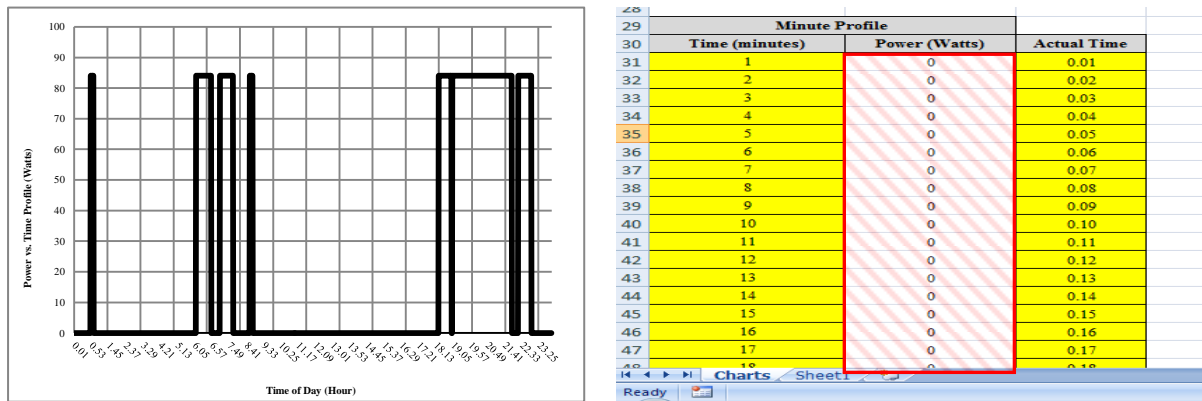 100
90
80
70
60
50
40
30
20
10
0
Power vs. Time Profile (Watts)
0.01 0.53 1.45 2.37 3.29 4.21 5.13 6.05 6.57 7.49 8.41 9.33 10.25 11.17 12.09 13.01 13.53 14.45 15.37 16.29 17.21 18.13 19.05 19.57 20.49 21.41 22.33 23.25
Time of Day (Hour)
28
29 Minute Profile
30 Time (minutes) Power (Watts) Actual Time
31 1 0 0.01
32 2 0 0.02
33 3 0 0.03
34 4 0 0.04
35 5 0 0.05
36 6 0 0.06
37 7 0 0.07
38 8 0 0.08
39 9 0 0.09
40 10 0 0.10
41 11 0 0.11
42 12 0 0.12
43 13 0 0.13
44 14 0 0.14
45 15 0 0.15
46 16 0 0.16
47 17 0 0.17
48 18 0 0.18
Charts Sheet1
Ready